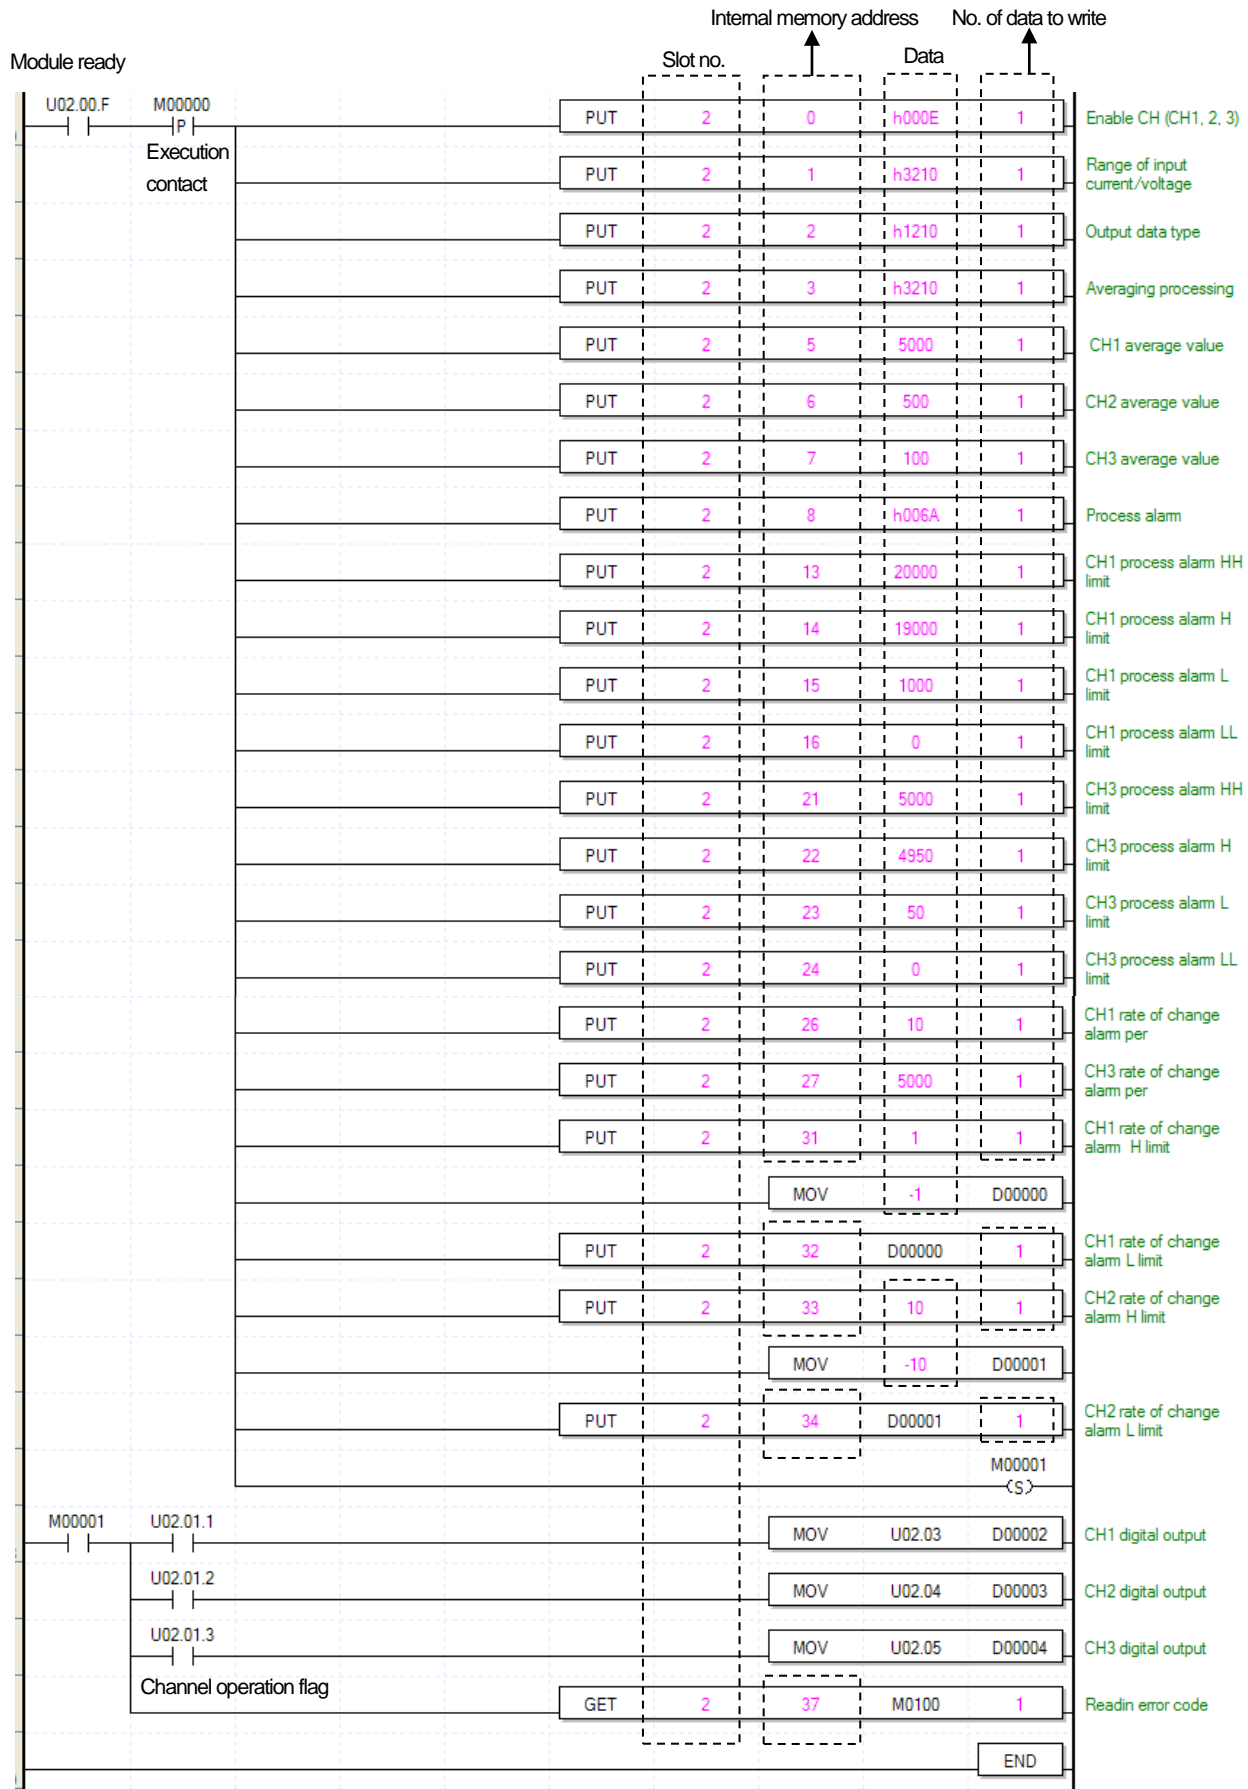 Internal memory address No. of data to write
Module ready Slot no. Data
U02.00.F M00000
P PUT 2 0 h000E 1 Enable CH (CH1, 2, 3)
Execution
contact
PUT 2 1 h3210 1 Range of input
current/voltage
PUT 2 2 h1210 1 Output data type
PUT 2 3 h3210 1 Averaging processing
PUT 2 5 5000 1 CH1 average value
PUT 2 6 500 1 CH2 average value
PUT 2 7 100 1 CH3 average value
PUT 2 8 h006A 1 Process alarm
PUT 2 13 20000 1 CH1 process alarm HH
limit
PUT 2 14 19000 1 CH1 process alarm H
limit
PUT 2 15 1000 1 CH1 process alarm L
limit
PUT 2 16 0 1 CH1 process alarm LL
limit
PUT 2 21 5000 1 CH3 process alarm HH
limit
PUT 2 22 4950 1 CH3 process alarm H
limit
PUT 2 23 50 1 CH3 process alarm L
limit
PUT 2 24 0 1 CH3 process alarm LL
limit
PUT 2 26 10 1 CH1 rate of change
alarm per
PUT 2 27 5000 1 CH3 rate of change
alarm per
PUT 2 31 1 1 CH1 rate of change
alarm H limit
MOV -1 D00000
PUT 2 32 D00000 1 CH1 rate of change
alarm L limit
PUT 2 33 10 1 CH2 rate of change
alarm H limit
MOV -10 D00001
PUT 2 34 D00001 1 CH2 rate of change
alarm L limit
M00001
(S)
M00001 U02.01.1
MOV U02.03 D00002 CH1 digital output
U02.01.2
MOV U02.04 D00003 CH2 digital output
U02.01.3
MOV U02.05 D00004 CH3 digital output
Channel operation flag
GET 2 37 M0100 1 Readin error code
END